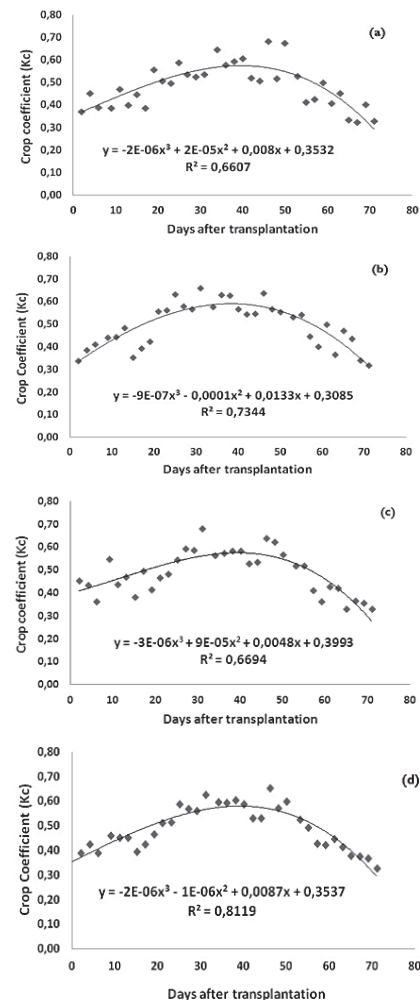 (a)
Crop coefficient (Kc)
0,80
0,70
0,60
0,50
0,40
0,30
0,20
0,10
0,00
y = -2E-06x³ + 2E-05x² + 0,008x + 0,3532
R² = 0,6607
0 10 20 30 40 50 60 70 80
Days after transplantation
(b)
Crop Coefficient (Kc)
0,80
0,70
0,60
0,50
0,40
0,30
0,20
0,10
0,00
y = -9E-07x³ - 0,0001x² + 0,0133x + 0,3085
R² = 0,7344
0 10 20 30 40 50 60 70 80
Days after transplantation
(c)
Crop Coefficient (Kc)
0,80
0,70
0,60
0,50
0,40
0,30
0,20
0,10
0,00
y = -3E-06x³ + 9E-05x² + 0,0048x + 0,3993
R² = 0,6694
0 10 20 30 40 50 60 70 80
Days after transplantation
(d)
Crop Coefficient (Kc)
0,80
0,70
0,60
0,50
0,40
0,30
0,20
0,10
0,00
y = -2E-06x³ - 1E-06x² + 0,0087x + 0,3537
R² = 0,8119
0 10 20 30 40 50 60 70 80
Days after transplantation